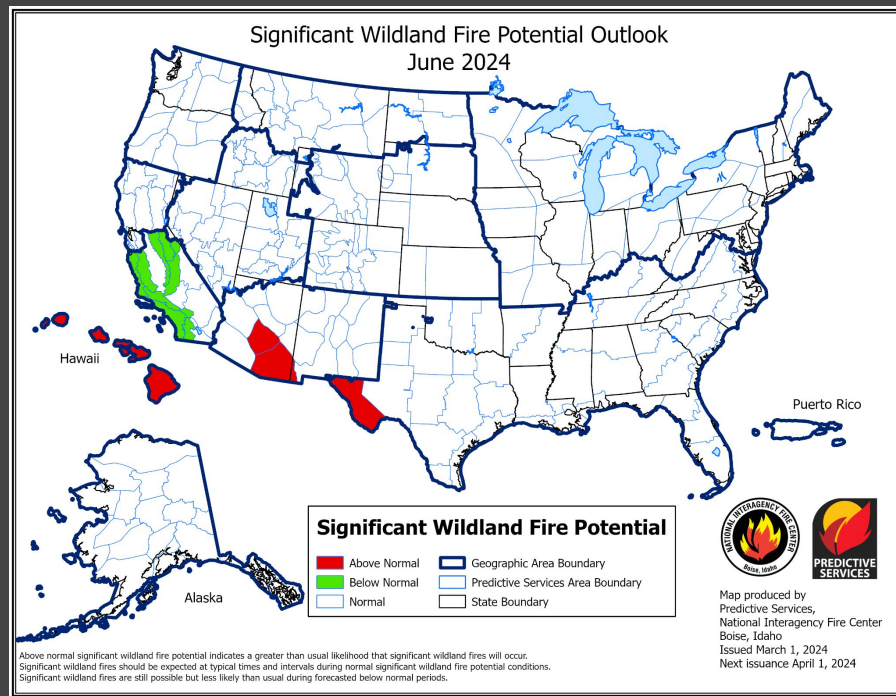 Significant Wildland Fire Potential Outlook
June 2024
Hawaii
Puerto Rico
Alaska
Significant Wildland Fire Potential
Above Normal
Below Normal
Normal
Geographic Area Boundary
Predictive Services Area Boundary
State Boundary
NATIONAL INTERAGENCY FIRE CENTER
Boise, Idaho
PREDICTIVE
SERVICES
Map produced by
Predictive Services,
National Interagency Fire Center
Boise, Idaho
Issued March 1, 2024
Next issuance April 1, 2024
Above normal significant wildland fire potential indicates a greater than usual likelihood that significant wildland fires will occur.
Significant wildland fires should be expected at typical times and intervals during normal significant wildland fire potential conditions.
Significant wildland fires are still possible but less likely than usual during forecasted below normal periods.